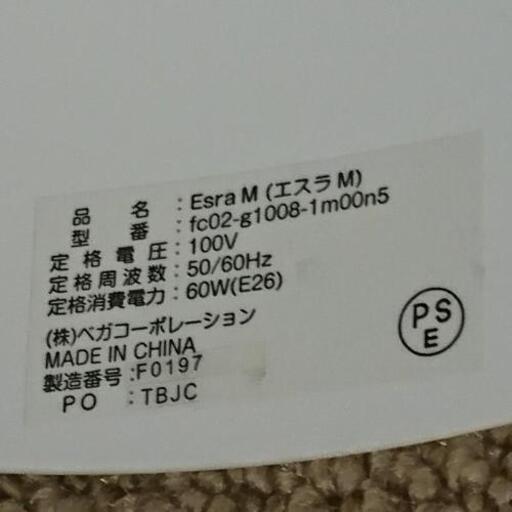 品名 : Esra M (エスラ M)
型番 : fc02-g1008-1m00n5
定格電圧 : 100V
定格周波数 : 50/60Hz
定格消費電力 : 60W(E26)
(株)ベガコーポレーション
MADE IN CHINA
製造番号 : F0197
PO : TBJC
PS
E